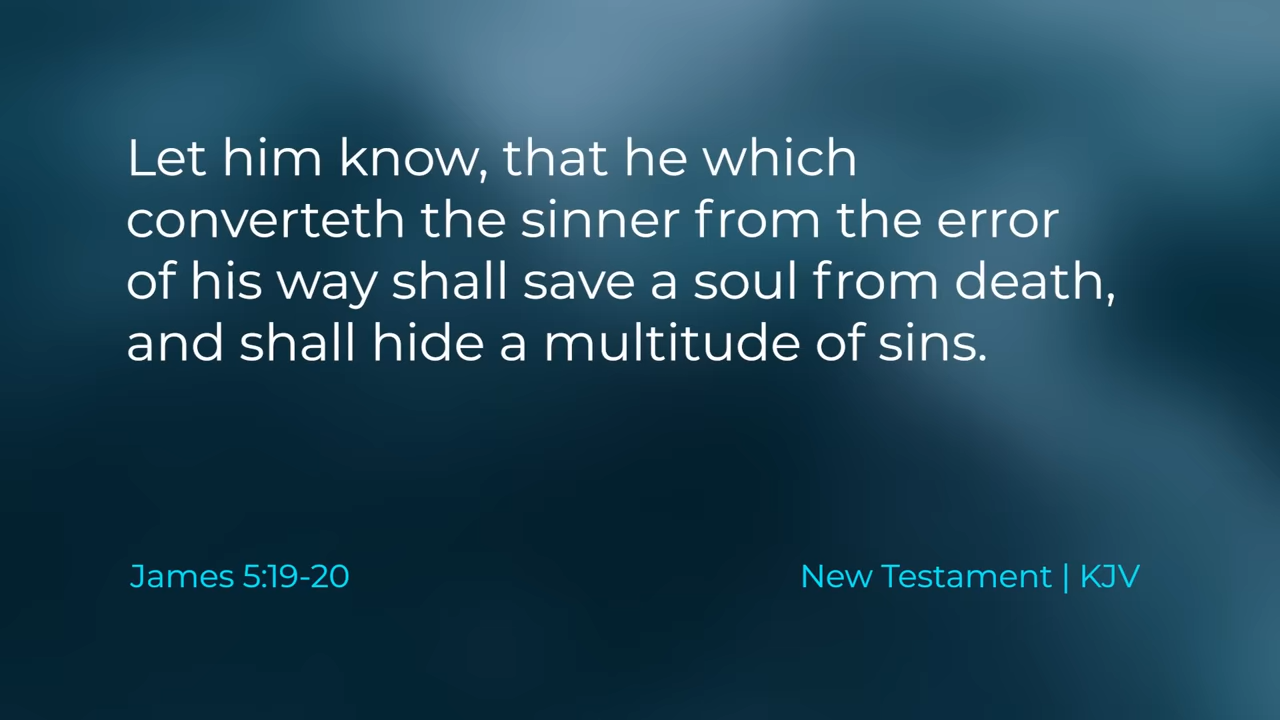 Let him know, that he which
converteth the sinner from the error
of his way shall save a soul from death,
and shall hide a multitude of sins.
James 5:19-20
New Testament | KJV